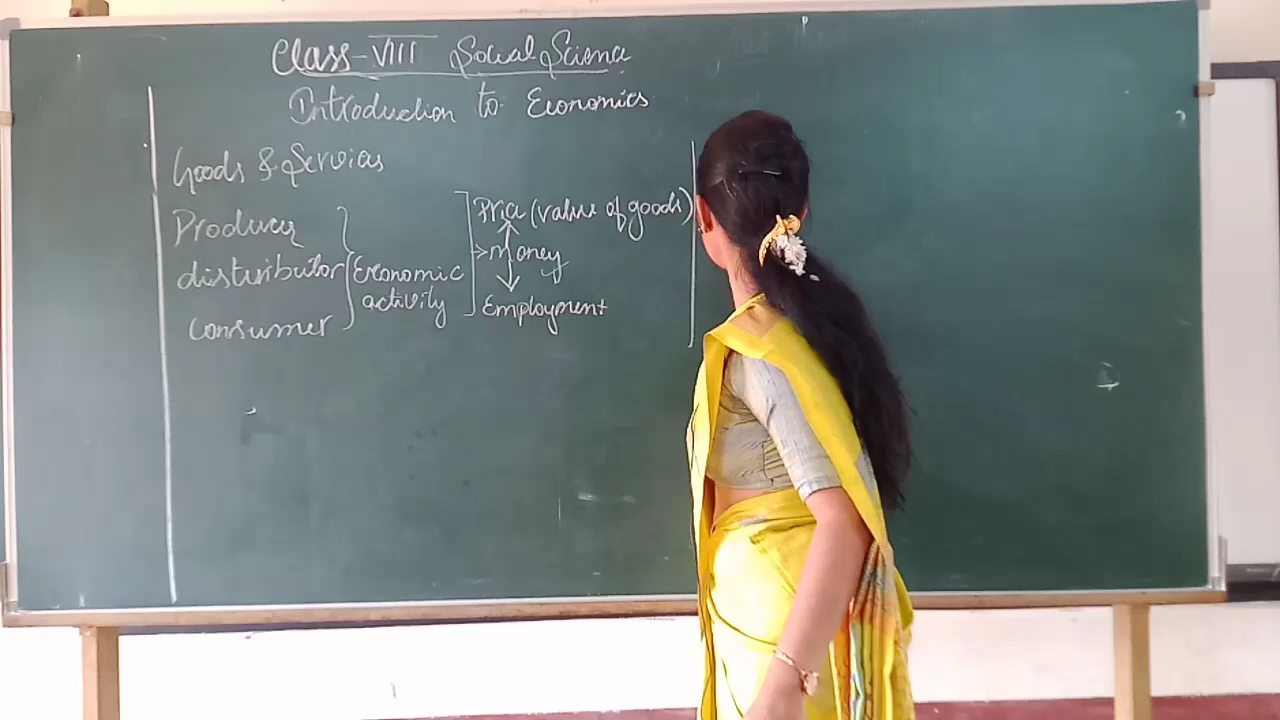 Class-VIII Social Science
Introduction to Economics
Goods & Services
Producer
distributor
consumer
Economic
activity
Price (value of goods)
money
Employment